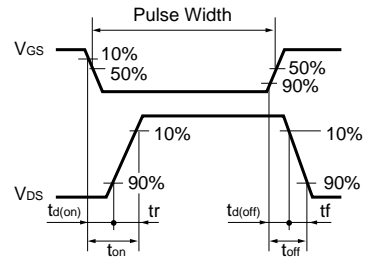 Pulse Width
VGS
10%
50%
50%
90%
10%
10%
VDS
90%
90%
td(on)
tr
td(off)
tf
ton
toff